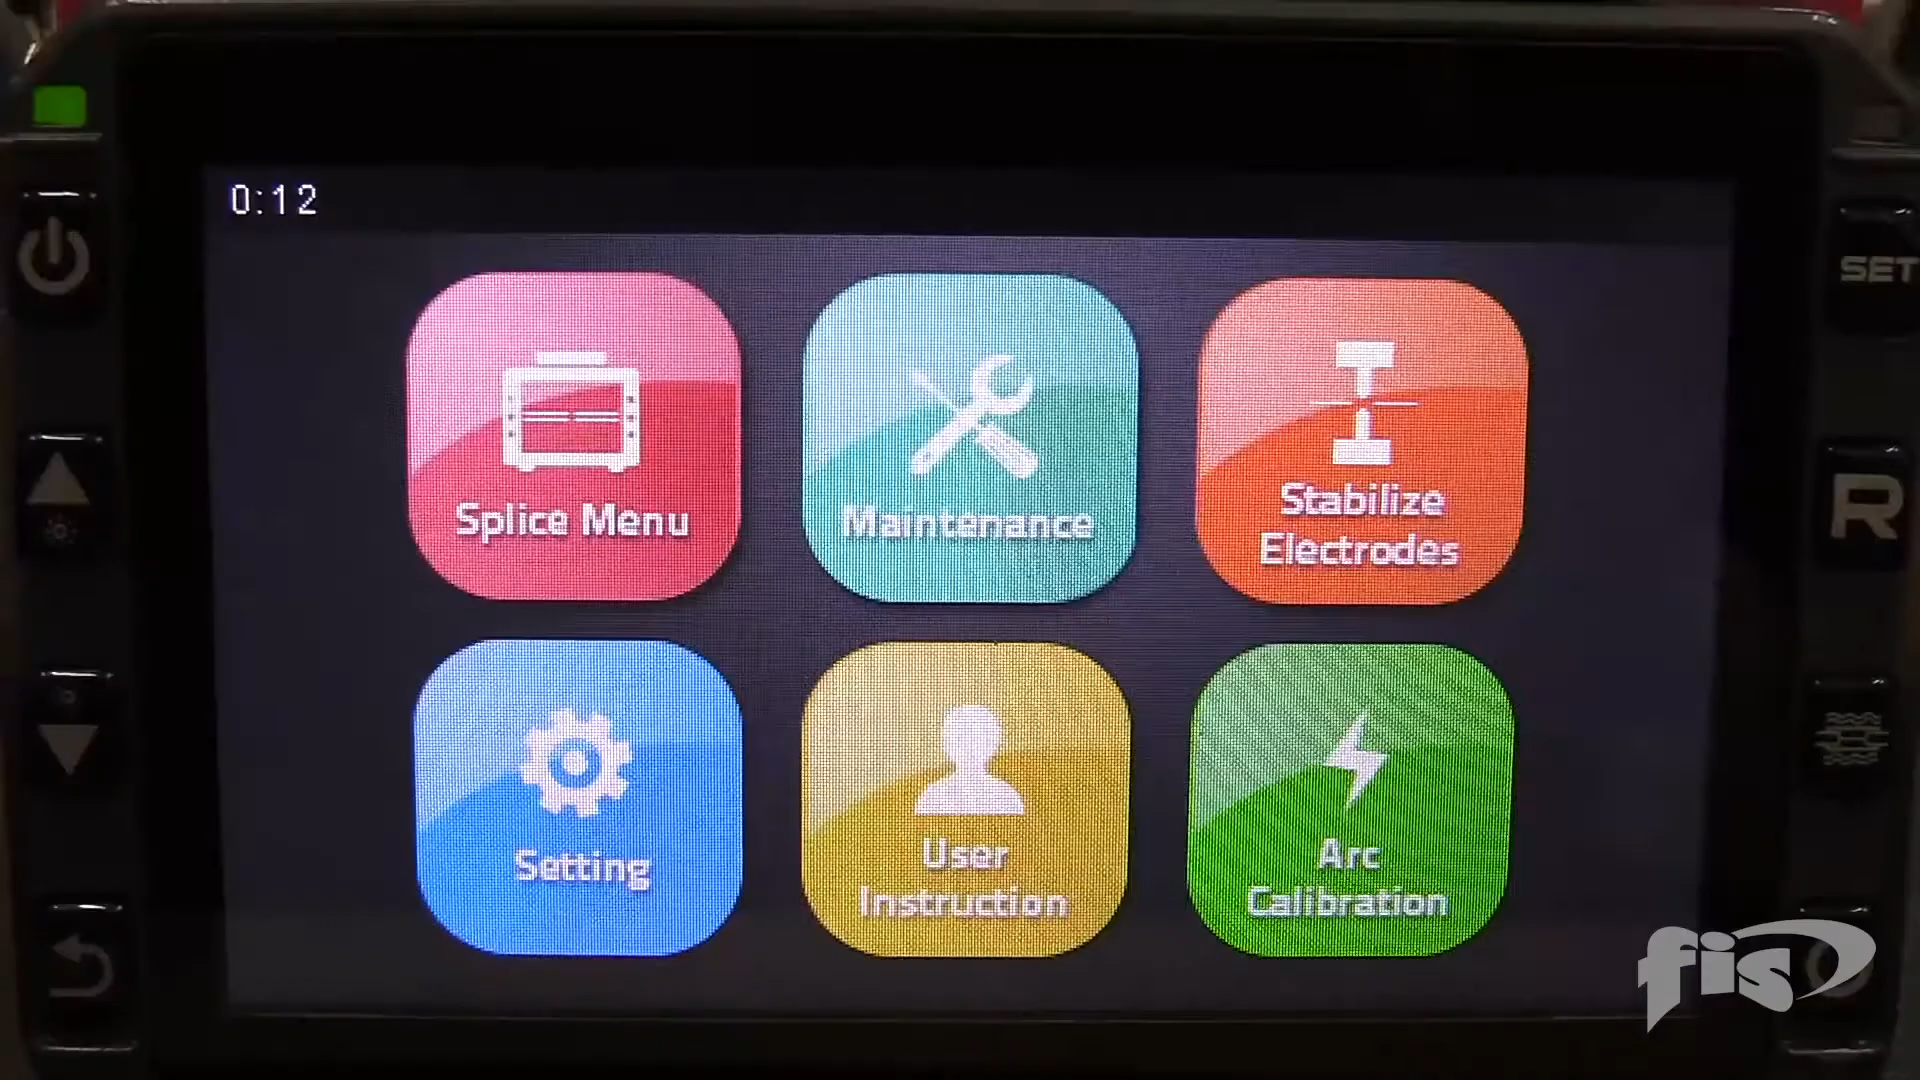 0:12
SET
Splice Menu
Maintenance
Stabilize
Electrodes
R
Setting
User
Instruction
Arc
Calibration
fis